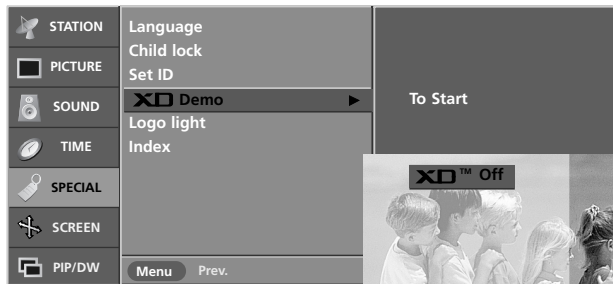 STATION
PICTURE
SOUND
TIME
SPECIAL
SCREEN
PIP/DW
Language
Child lock
Set ID
XD Demo ►
Logo light
Index
Menu Prev.
To Start
XD™ Off